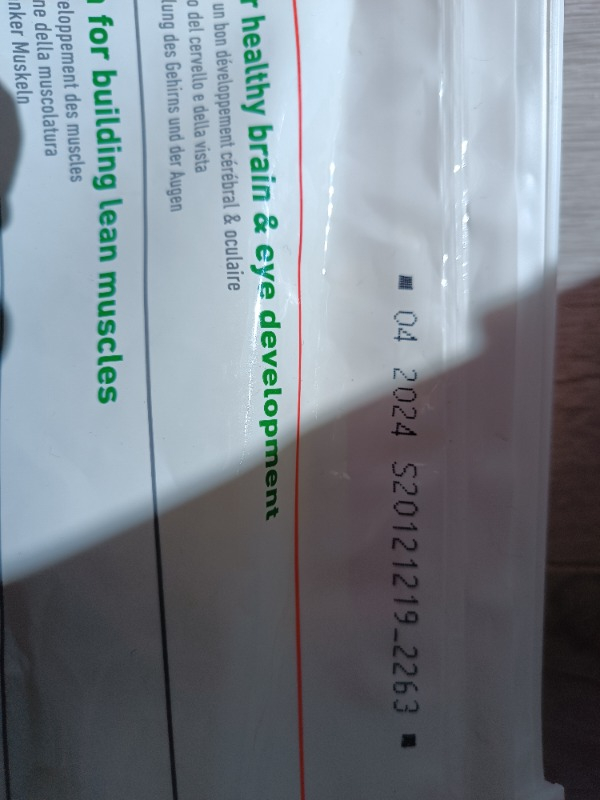 04 2024 S20121219_2263
r healthy brain & eye development
un bon développement cérébral & oculaire
o del cervello e della vista
lung des Gehirns und der Augen
for building lean muscles
eloppement des muscles
ne della muscolatura
nker Muskeln